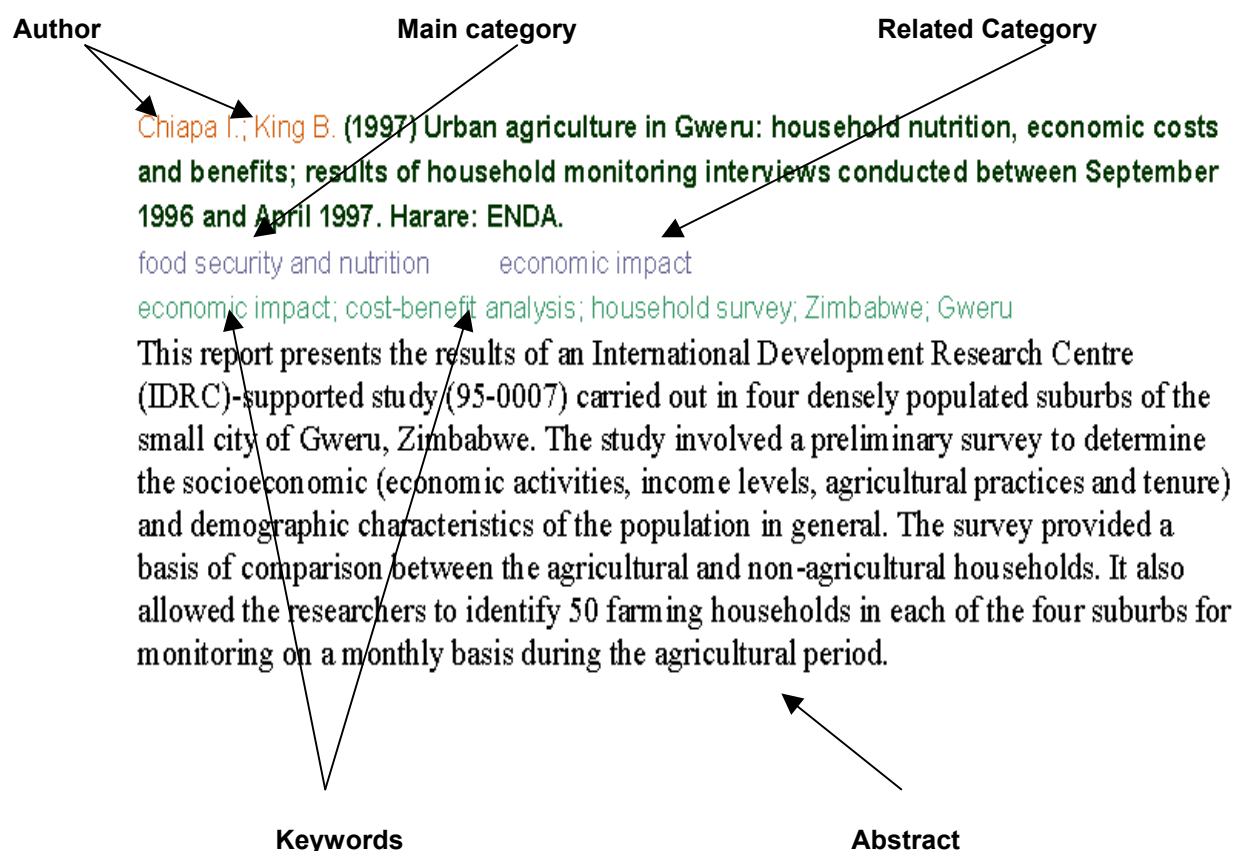 Author Main category Related Category
Chiapa I.; King B. (1997) Urban agriculture in Gweru: household nutrition, economic costs
and benefits; results of household monitoring interviews conducted between September
1996 and April 1997. Harare: ENDA.
food security and nutrition economic impact
economic impact; cost-benefit analysis; household survey; Zimbabwe; Gweru
This report presents the results of an International Development Research Centre
(IDRC)-supported study (95-0007) carried out in four densely populated suburbs of the
small city of Gweru, Zimbabwe. The study involved a preliminary survey to determine
the socioeconomic (economic activities, income levels, agricultural practices and tenure)
and demographic characteristics of the population in general. The survey provided a
basis of comparison between the agricultural and non-agricultural households. It also
allowed the researchers to identify 50 farming households in each of the four suburbs for
monitoring on a monthly basis during the agricultural period.
Keywords Abstract